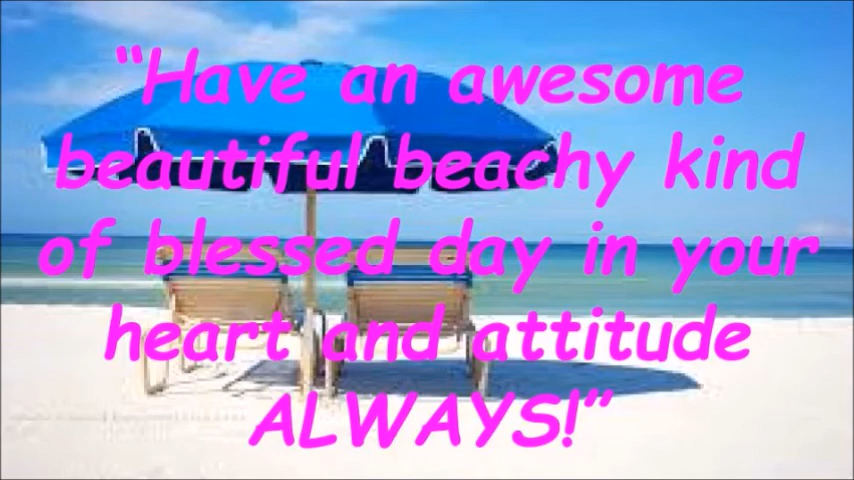 “Have an awesome
beautiful beachy kind
of blessed day in your
heart and attitude
ALWAYS!”